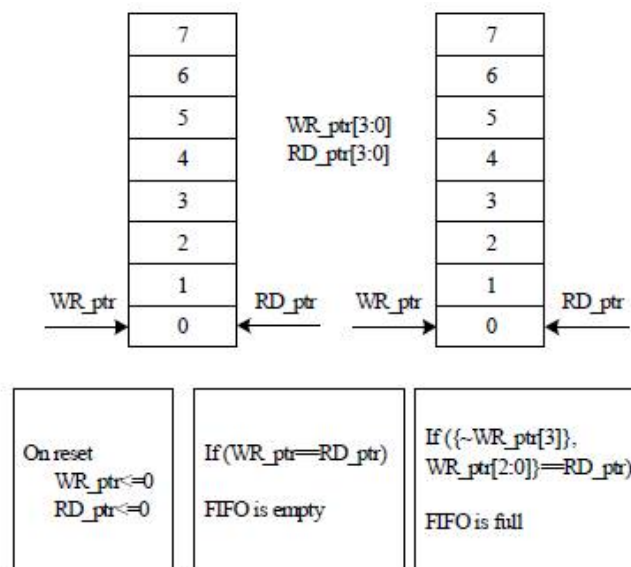 7
6
5
4
3
2
1
0
WR_ptr
RD_ptr
WR_ptr[3:0]
RD_ptr[3:0]
7
6
5
4
3
2
1
0
WR_ptr
RD_ptr
On reset
WR_ptr<=0
RD_ptr<=0
If (WR_ptr==RD_ptr)
FIFO is empty
If ({~WR_ptr[3]},
WR_ptr[2:0]}==RD_ptr)
FIFO is full